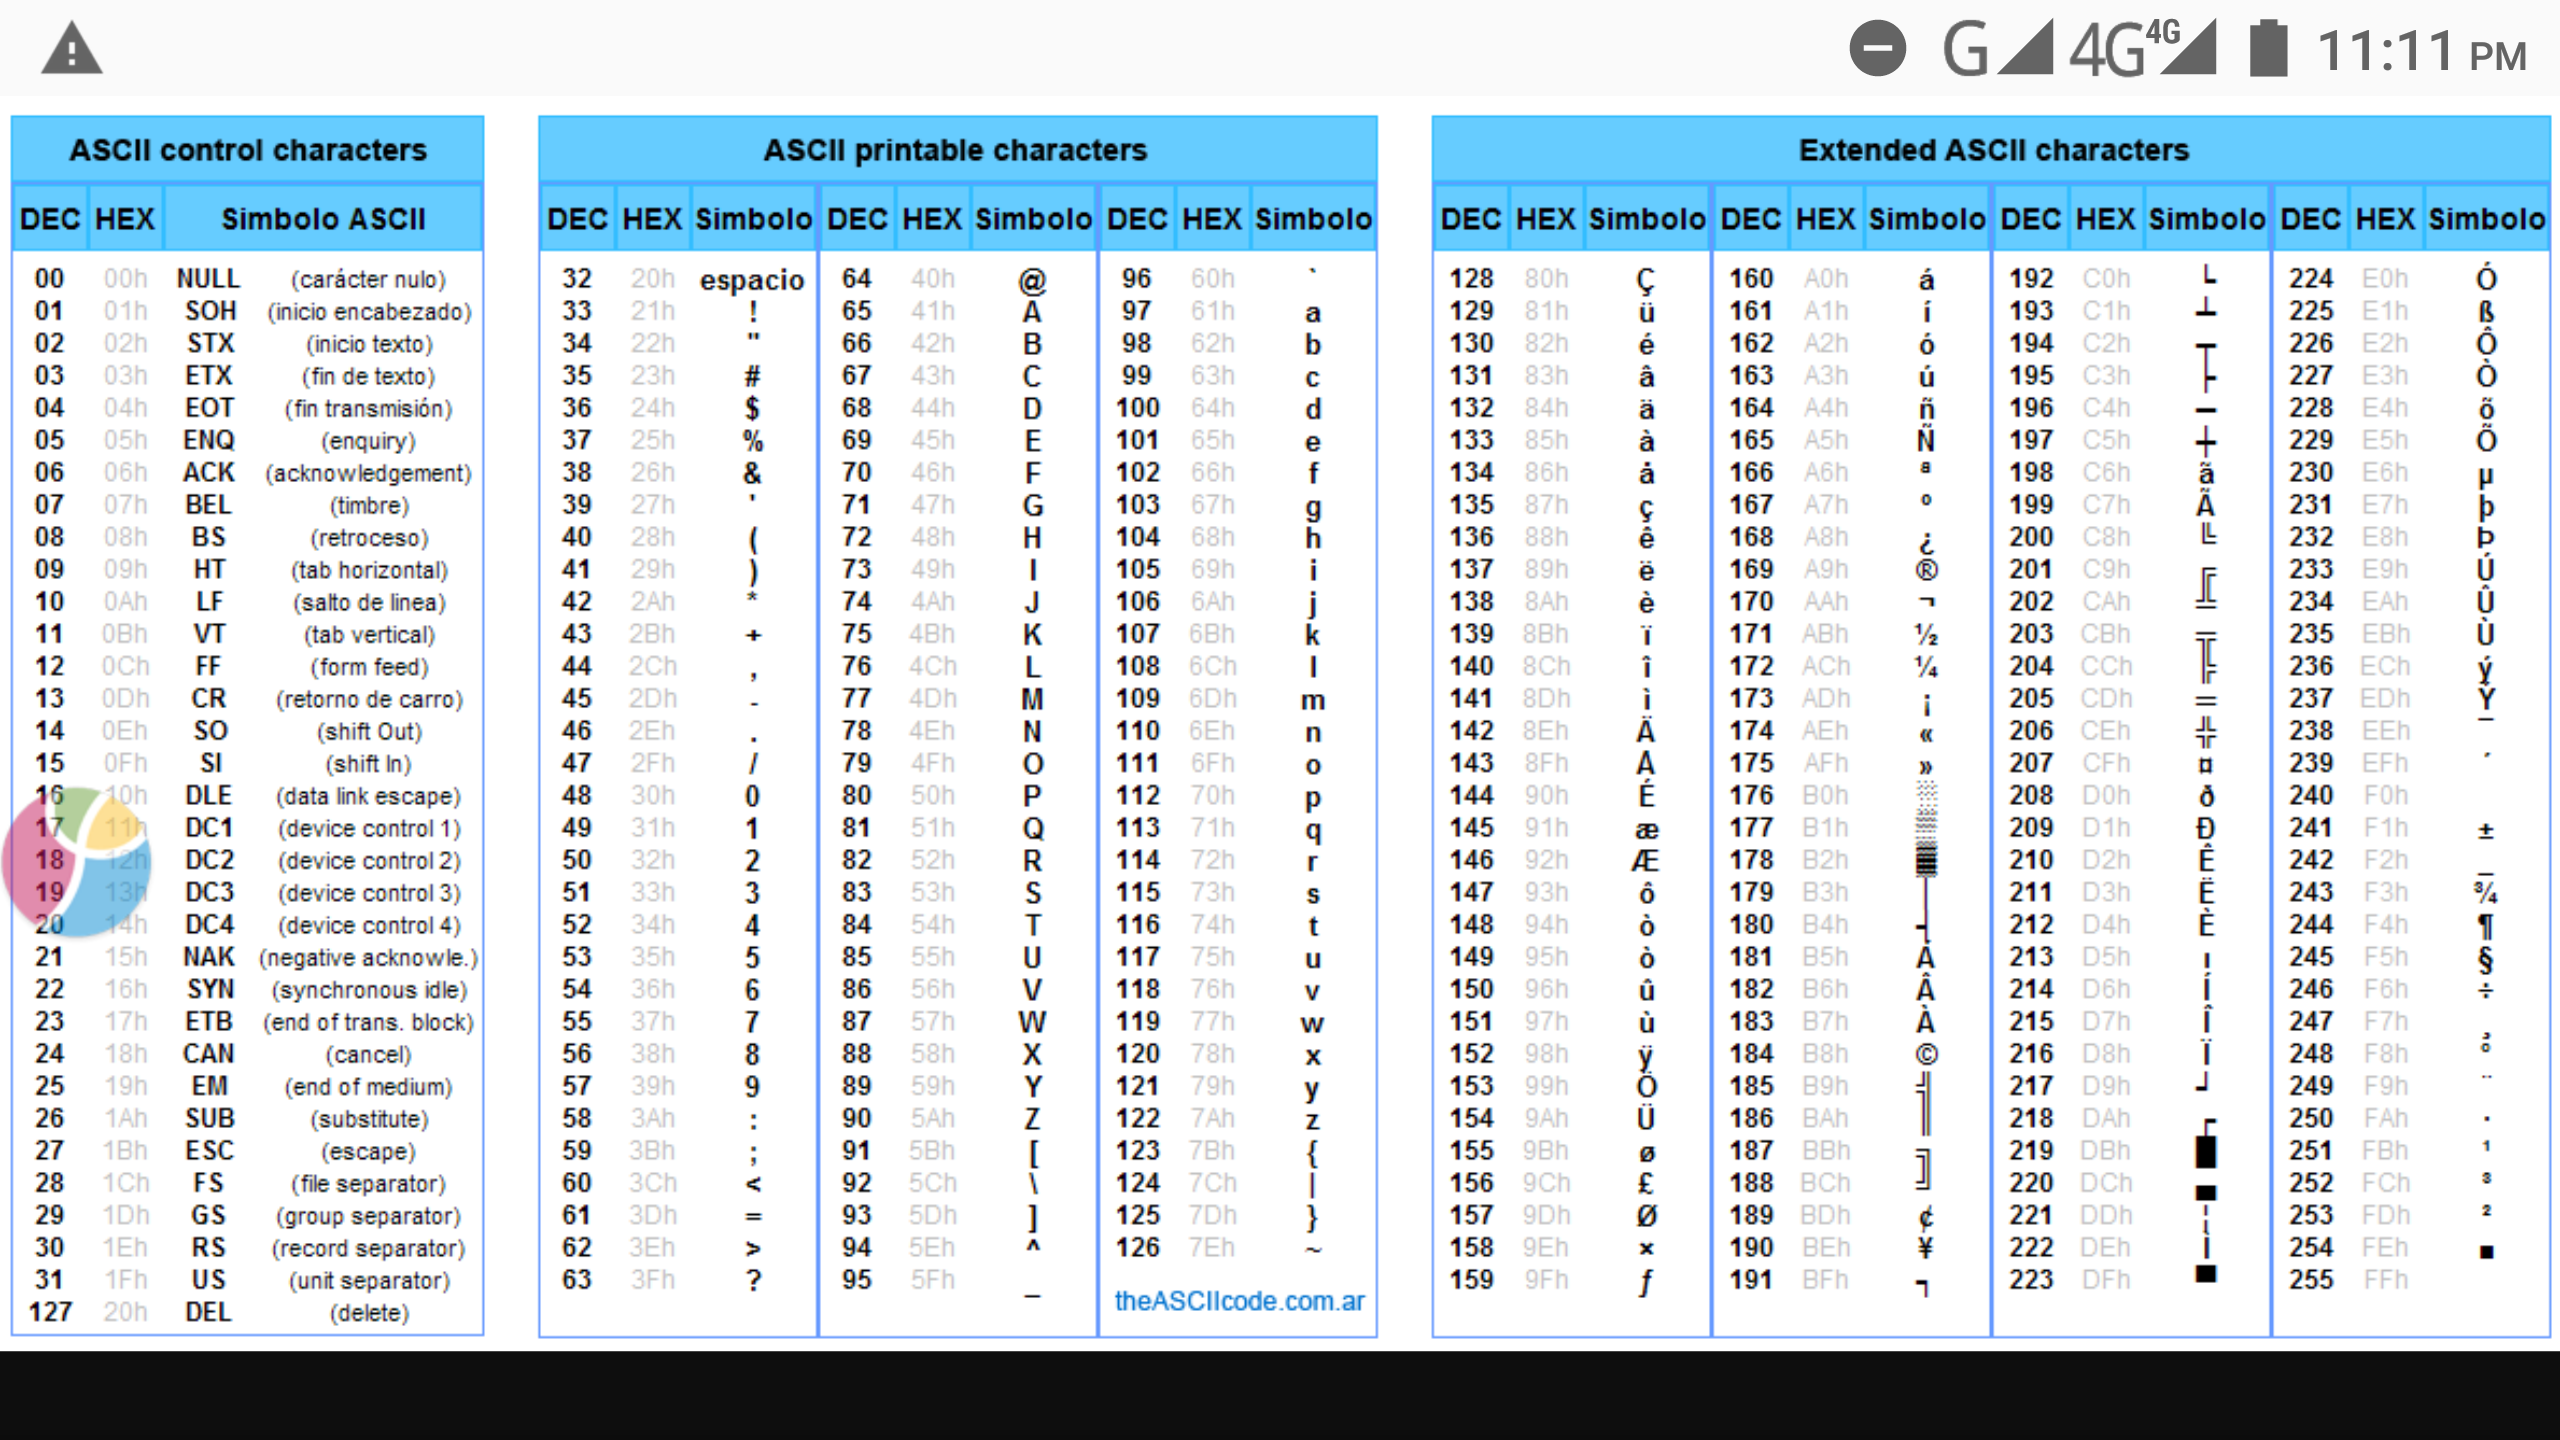 11:11 PM
G 4G 4G
ASCII control characters
DEC HEX Simbolo ASCII
00 00h NULL (carácter nulo)
01 01h SOH (inicio encabezado)
02 02h STX (inicio texto)
03 03h ETX (fin de texto)
04 04h EOT (fin transmisión)
05 05h ENQ (enquiry)
06 06h ACK (acknowledgement)
07 07h BEL (timbre)
08 08h BS (retroceso)
09 09h HT (tab horizontal)
10 0Ah LF (salto de linea)
11 0Bh VT (tab vertical)
12 0Ch FF (form feed)
13 0Dh CR (retorno de carro)
14 0Eh SO (shift Out)
15 0Fh SI (shift In)
16 10h DLE (data link escape)
17 11h DC1 (device control 1)
18 12h DC2 (device control 2)
19 13h DC3 (device control 3)
20 14h DC4 (device control 4)
21 15h NAK (negative acknowle.)
22 16h SYN (synchronous idle)
23 17h ETB (end of trans. block)
24 18h CAN (cancel)
25 19h EM (end of medium)
26 1Ah SUB (substitute)
27 1Bh ESC (escape)
28 1Ch FS (file separator)
29 1Dh GS (group separator)
30 1Eh RS (record separator)
31 1Fh US (unit separator)
127 20h DEL (delete)
ASCII printable characters
DEC HEX Simbolo DEC HEX Simbolo DEC HEX Simbolo
32 20h espacio 64 40h @ 96 60h `
33 21h ! 65 41h A 97 61h a
34 22h " 66 42h B 98 62h b
35 23h # 67 43h C 99 63h c
36 24h $ 68 44h D 100 64h d
37 25h % 69 45h E 101 65h e
38 26h & 70 46h F 102 66h f
39 27h ' 71 47h G 103 67h g
40 28h ( 72 48h H 104 68h h
41 29h ) 73 49h I 105 69h i
42 2Ah * 74 4Ah J 106 6Ah j
43 2Bh + 75 4Bh K 107 6Bh k
44 2Ch , 76 4Ch L 108 6Ch l
45 2Dh - 77 4Dh M 109 6Dh m
46 2Eh . 78 4Eh N 110 6Eh n
47 2Fh / 79 4Fh O 111 6Fh o
48 30h 0 80 50h P 112 70h p
49 31h 1 81 51h Q 113 71h q
50 32h 2 82 52h R 114 72h r
51 33h 3 83 53h S 115 73h s
52 34h 4 84 54h T 116 74h t
53 35h 5 85 55h U 117 75h u
54 36h 6 86 56h V 118 76h v
55 37h 7 87 57h W 119 77h w
56 38h 8 88 58h X 120 78h x
57 39h 9 89 59h Y 121 79h y
58 3Ah : 90 5Ah Z 122 7Ah z
59 3Bh ; 91 5Bh [ 123 7Bh {
60 3Ch < 92 5Ch \ 124 7Ch |
61 3Dh = 93 5Dh ] 125 7Dh }
62 3Eh > 94 5Eh ^ 126 7Eh ~
63 3Fh ? 95 5Fh _
theASCIIcode.com.ar
Extended ASCII characters
DEC HEX Simbolo DEC HEX Simbolo DEC HEX Simbolo DEC HEX Simbolo
128 80h Ç 160 A0h á 192 C0h └ 224 E0h Ó
129 81h ü 161 A1h í 193 C1h ┴ 225 E1h ß
130 82h é 162 A2h ó 194 C2h ┬ 226 E2h Ô
131 83h â 163 A3h ú 195 C3h ├ 227 E3h Ò
132 84h ä 164 A4h ñ 196 C4h ─ 228 E4h õ
133 85h à 165 A5h Ñ 197 C5h ┼ 229 E5h Õ
134 86h å 166 A6h ª 198 C6h ã 230 E6h µ
135 87h ç 167 A7h º 199 C7h Ã 231 E7h þ
136 88h ê 168 A8h ¿ 200 C8h ╚ 232 E8h Þ
137 89h ë 169 A9h ® 201 C9h ╔ 233 E9h Ú
138 8Ah è 170 AAh ¬ 202 CAh ╩ 234 EAh Û
139 8Bh ï 171 ABh ½ 203 CBh ╦ 235 EBh Ù
140 8Ch î 172 ACh ¼ 204 CCh ╠ 236 ECh ý
141 8Dh ì 173 ADh ¡ 205 CDh ═ 237 EDh Ý
142 8Eh Ä 174 AEh « 206 CEh ╬ 238 EEh ¯
143 8Fh Å 175 AFh » 207 CFh ¤ 239 EFh ´
144 90h É 176 B0h ░ 208 D0h ð 240 F0h
145 91h æ 177 B1h ▒ 209 D1h Ð 241 F1h ±
146 92h Æ 178 B2h ▓ 210 D2h Ê 242 F2h ‗
147 93h ô 179 B3h │ 211 D3h Ë 243 F3h ¾
148 94h ö 180 B4h ┤ 212 D4h È 244 F4h ¶
149 95h ò 181 B5h Á 213 D5h ı 245 F5h §
150 96h û 182 B6h Â 214 D6h Í 246 F6h ÷
151 97h ù 183 B7h À 215 D7h Î 247 F7h ¸
152 98h ÿ 184 B8h © 216 D8h Ï 248 F8h °
153 99h Ö 185 B9h ╣ 217 D9h ┘ 249 F9h ¨
154 9Ah Ü 186 BAh ║ 218 DAh ┌ 250 FAh ·
155 9Bh ø 187 BBh ╗ 219 DBh █ 251 FBh ¹
156 9Ch £ 188 BCh ╝ 220 DCh ▄ 252 FCh ³
157 9Dh Ø 189 BDh ¢ 221 DDh ¦ 253 FDh ²
158 9Eh × 190 BEh ¥ 222 DEh Ì 254 FEh ■
159 9Fh ƒ 191 BFh ┐ 223 DFh ▀ 255 FFh